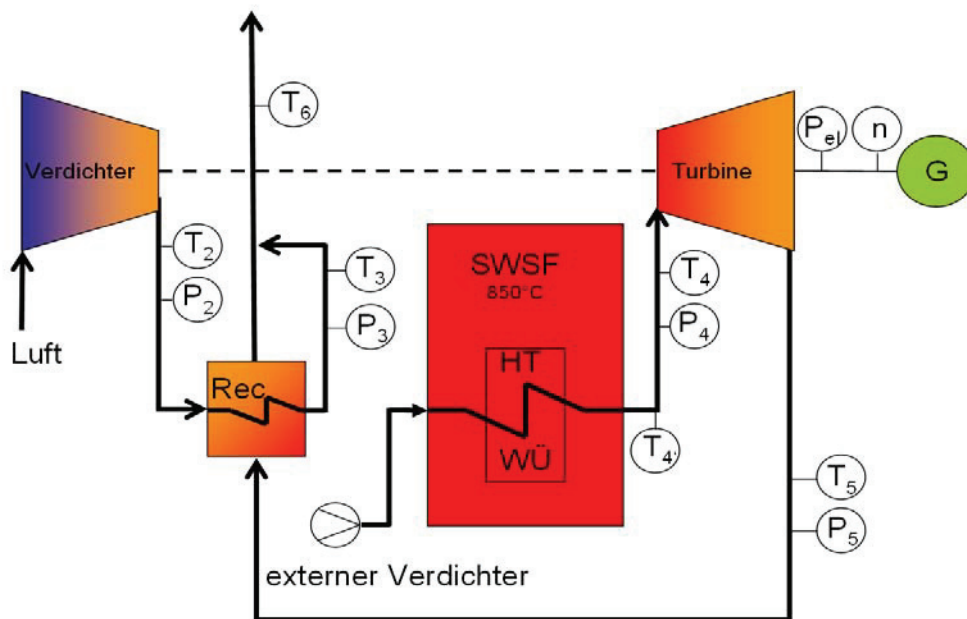 T6
Verdichter
Turbine
Pel
n
G
T2
P2
T3
P3
SWSF
850°C
T4
P4
Luft
Rec
HT
WÜ
T4'
T5
P5
externer Verdichter